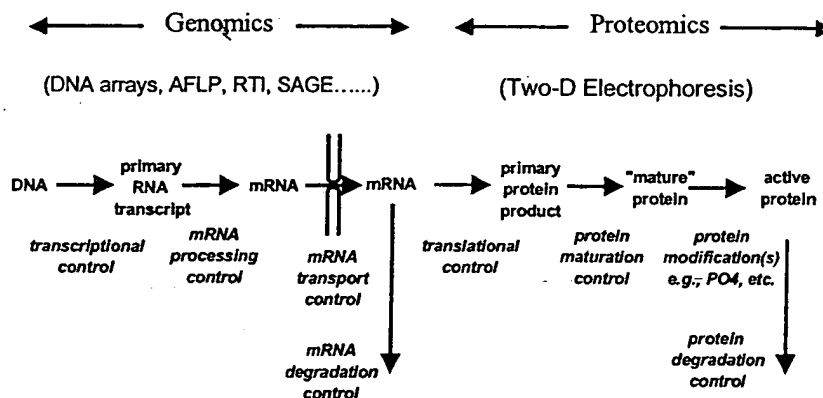 Genomics
Proteomics
(DNA arrays, AFLP, RTI, SAGE......)
(Two-D Electrophoresis)
DNA
primary
RNA
transcript
mRNA
mRNA
primary
protein
product
"mature"
protein
active
protein
transcriptional
control
mRNA
processing
control
mRNA
transport
control
translational
control
protein
maturation
control
protein
modification(s)
e.g., PO4, etc.
mRNA
degradation
control
protein
degradation
control